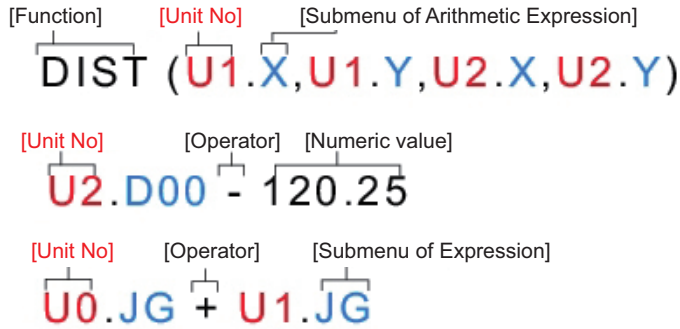 [Function] [Unit No] [Submenu of Arithmetic Expression]
DIST (U1.X,U1.Y,U2.X,U2.Y)
[Unit No] [Operator] [Numeric value]
U2.D00 - 120.25
[Unit No] [Operator] [Submenu of Expression]
U0.JG + U1.JG